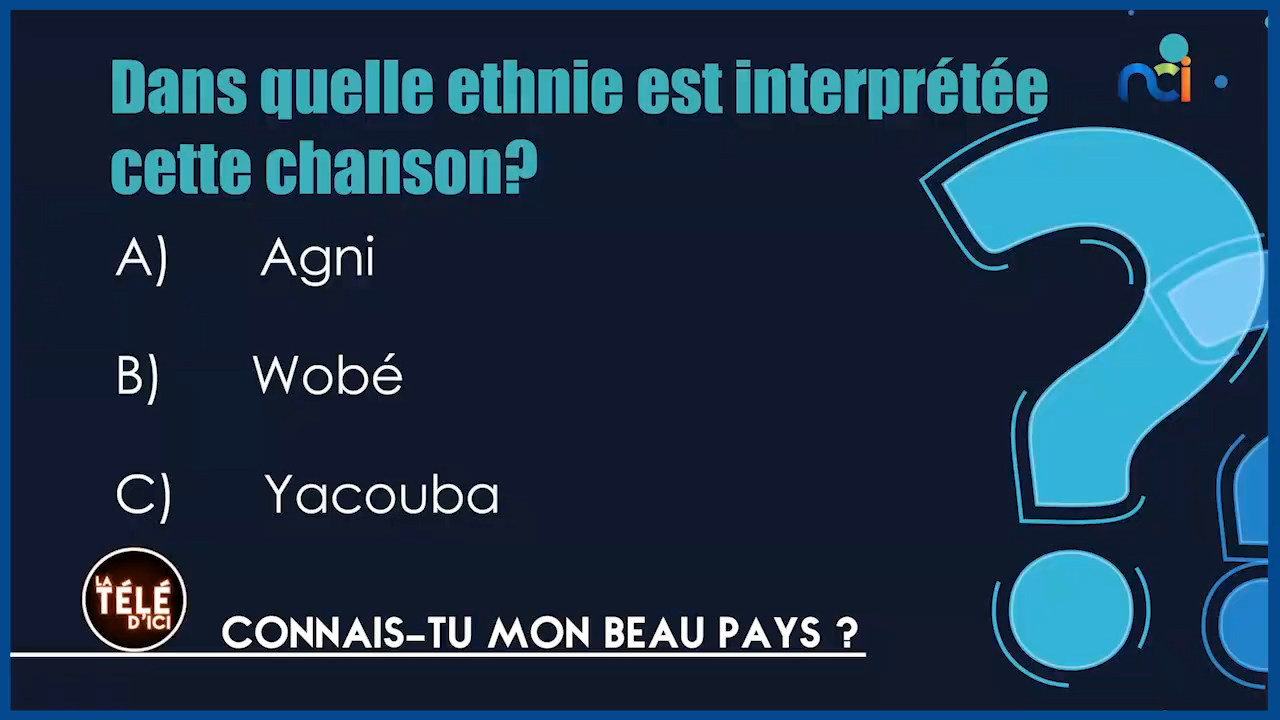 Dans quelle ethnie est interprétée
cette chanson?
nci
A) Agni
B) Wobé
C) Yacouba
LA
TÉLÉ
D'ICI
CONNAIS-TU MON BEAU PAYS ?